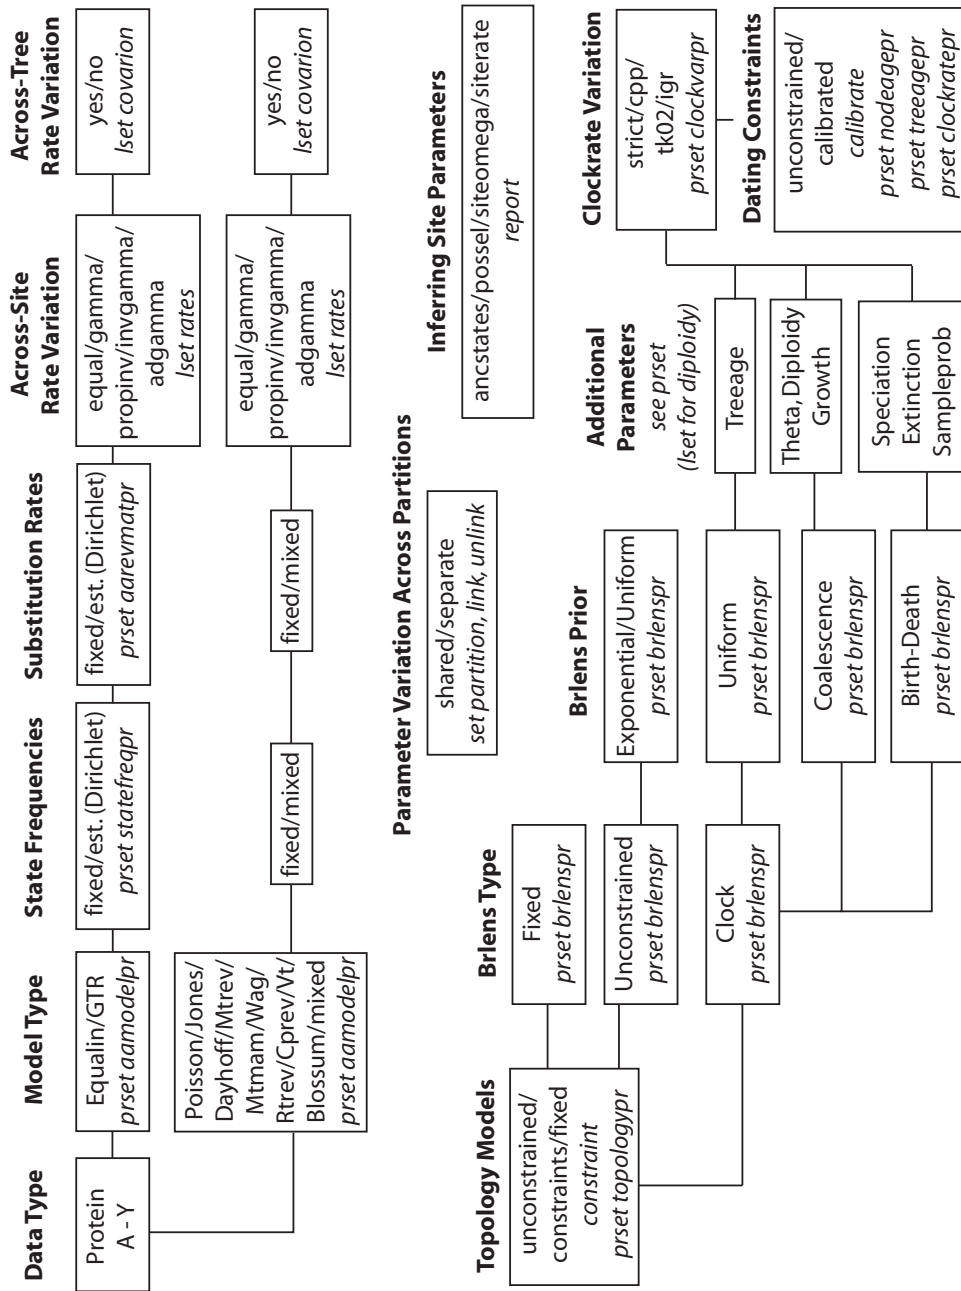 Data Type
Protein
A - Y
Model Type
Equalin/GTR
prset aamodelpr
Poisson/Jones/
Dayhoff/Mtrev/
Mtmam/Wag/
Rtrev/Cprev/Vt/
Blossum/mixed
prset aamodelpr
State Frequencies
fixed/est. (Dirichlet)
prset statefreqpr
fixed/mixed
Substitution Rates
fixed/est. (Dirichlet)
prset aarevmatpr
fixed/mixed
Across-Site
Rate Variation
equal/gamma/
propinv/invgamma/
adgamma
lset rates
equal/gamma/
propinv/invgamma/
adgamma
lset rates
Across-Tree
Rate Variation
yes/no
lset covarion
yes/no
lset covarion
Parameter Variation Across Partitions
shared/separate
set partition, link, unlink
Inferring Site Parameters
ancstates/possel/siteomega/siterate
report
Topology Models
unconstrained/
constraints/fixed
constraint
prset topologypr
Brlens Type
Fixed
prset brlenspr
Unconstrained
prset brlenspr
Clock
prset brlenspr
Brlens Prior
Exponential/Uniform
prset brlenspr
Uniform
prset brlenspr
Coalescence
prset brlenspr
Birth-Death
prset brlenspr
Additional
Parameters
see prset
(lset for diploidy)
Treeage
Theta, Diploidy
Growth
Speciation
Extinction
Sampleprob
Clockrate Variation
strict/cpp/
tk02/igr
prset clockvarpr
Dating Constraints
unconstrained/
calibrated
calibrate
prset nodeagepr
prset treeagepr
prset clockratepr